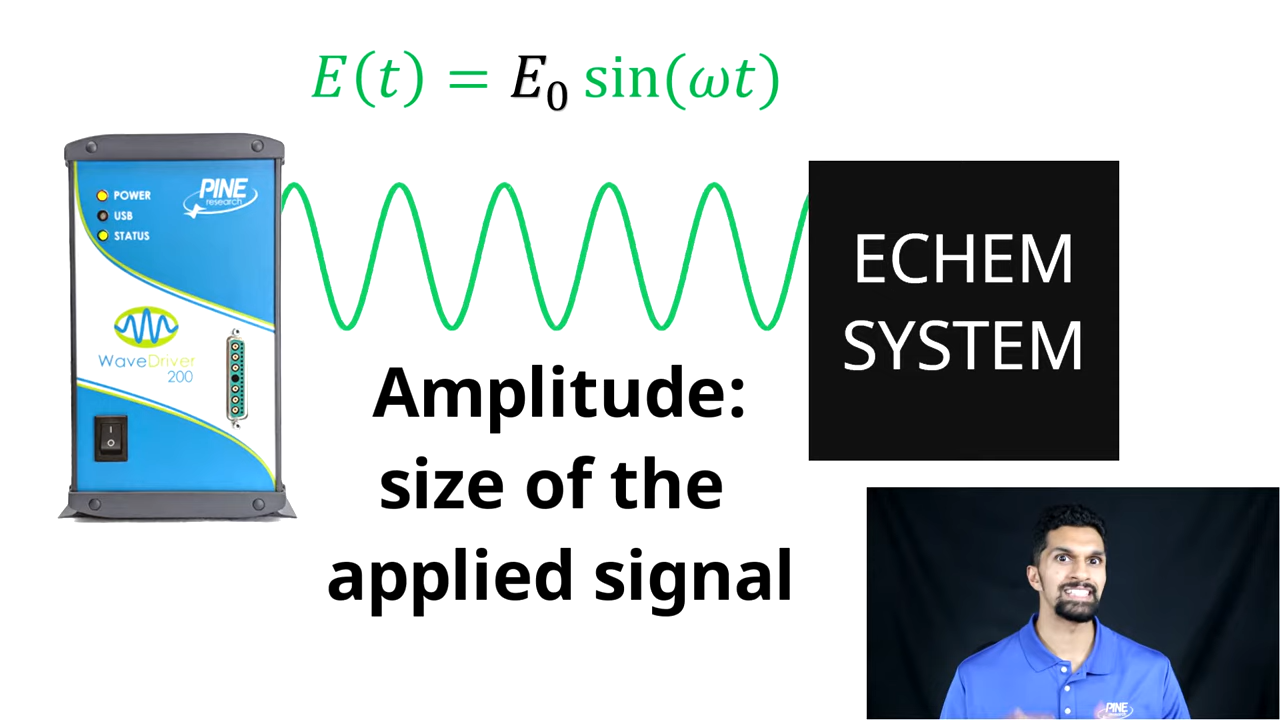 E(t) = E₀ sin(ωt)
POWER
USB
STATUS
PINE
research
WaveDriver
200
ECHEM
SYSTEM
Amplitude:
size of the
applied signal
PINE